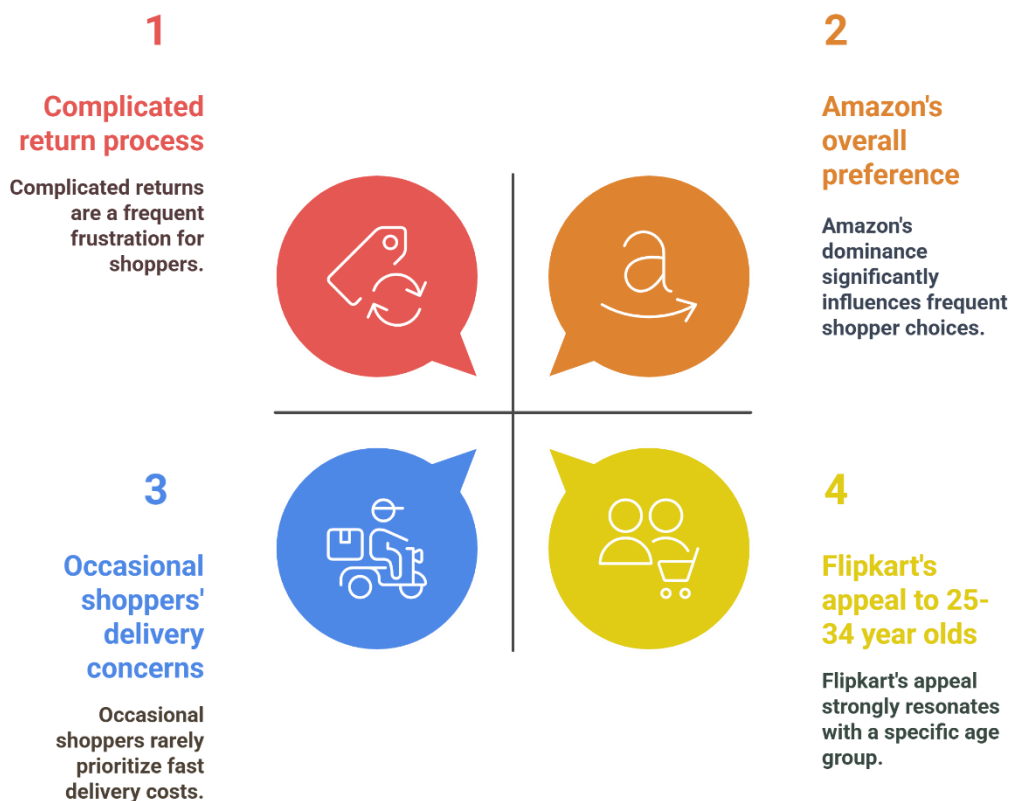 1
Complicated
return process
Complicated returns
are a frequent
frustration for
shoppers.
2
Amazon's
overall
preference
Amazon's
dominance
significantly
influences frequent
shopper choices.
a
3
Occasional
shoppers'
delivery
concerns
Occasional
shoppers rarely
prioritize fast
delivery costs.
4
Flipkart's
appeal to 25-
34 year olds
Flipkart's appeal
strongly resonates
with a specific age
group.